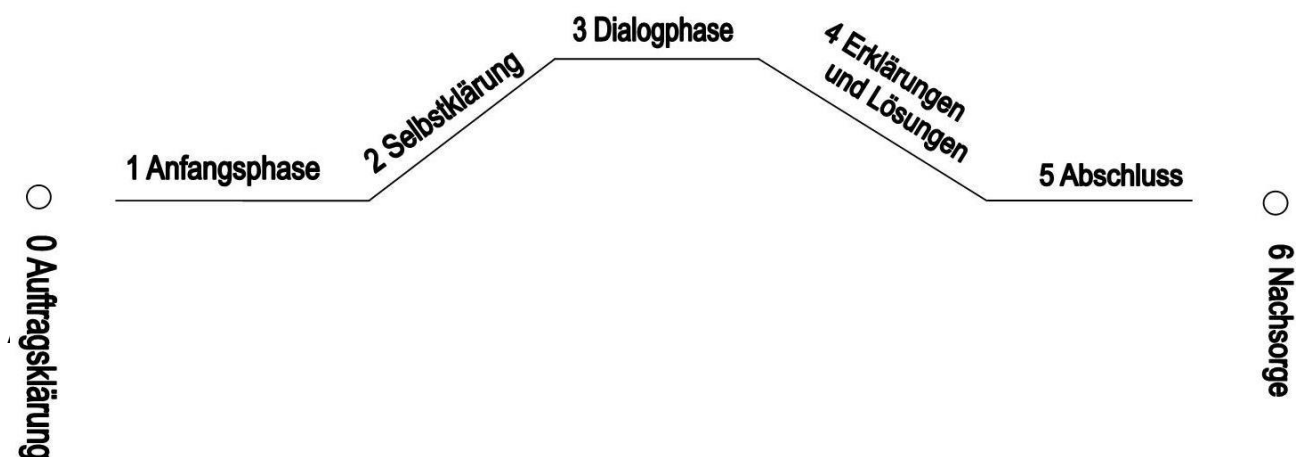 0 Auftragsklärung
1 Anfangsphase
2 Selbstklärung
3 Dialogphase
4 Erklärungen
und Lösungen
5 Abschluss
6 Nachsorge